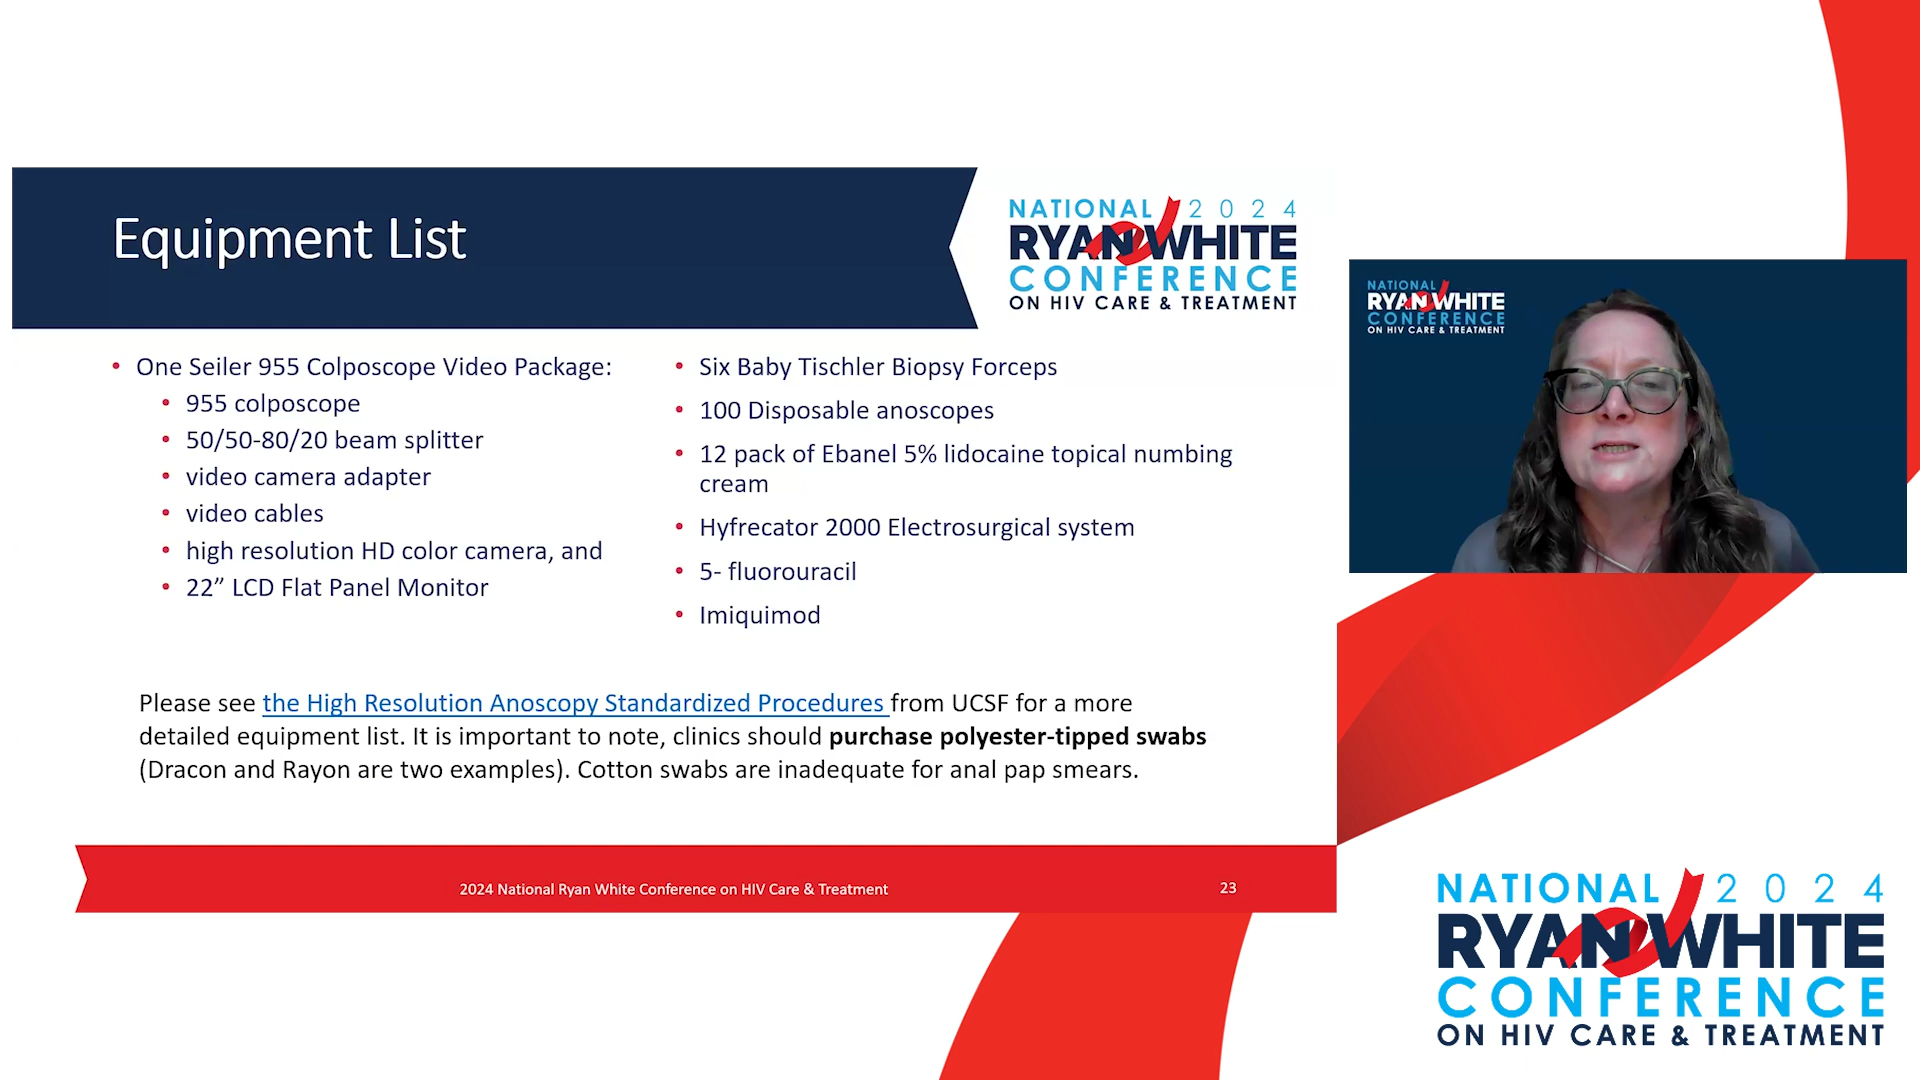 Equipment List
NATIONAL 2024
RYAN WHITE
CONFERENCE
ON HIV CARE & TREATMENT
• One Seiler 955 Colposcope Video Package:
• 955 colposcope
• 50/50-80/20 beam splitter
• video camera adapter
• video cables
• high resolution HD color camera, and
• 22” LCD Flat Panel Monitor
• Six Baby Tischler Biopsy Forceps
• 100 Disposable anoscopes
• 12 pack of Ebanel 5% lidocaine topical numbing
cream
• Hyfrecator 2000 Electrosurgical system
• 5- fluorouracil
• Imiquimod
Please see the High Resolution Anoscopy Standardized Procedures from UCSF for a more
detailed equipment list. It is important to note, clinics should purchase polyester-tipped swabs
(Dracon and Rayon are two examples). Cotton swabs are inadequate for anal pap smears.
2024 National Ryan White Conference on HIV Care & Treatment
23
NATIONAL
RYAN WHITE
CONFERENCE
ON HIV CARE & TREATMENT
NATIONAL 2024
RYAN WHITE
CONFERENCE
ON HIV CARE & TREATMENT